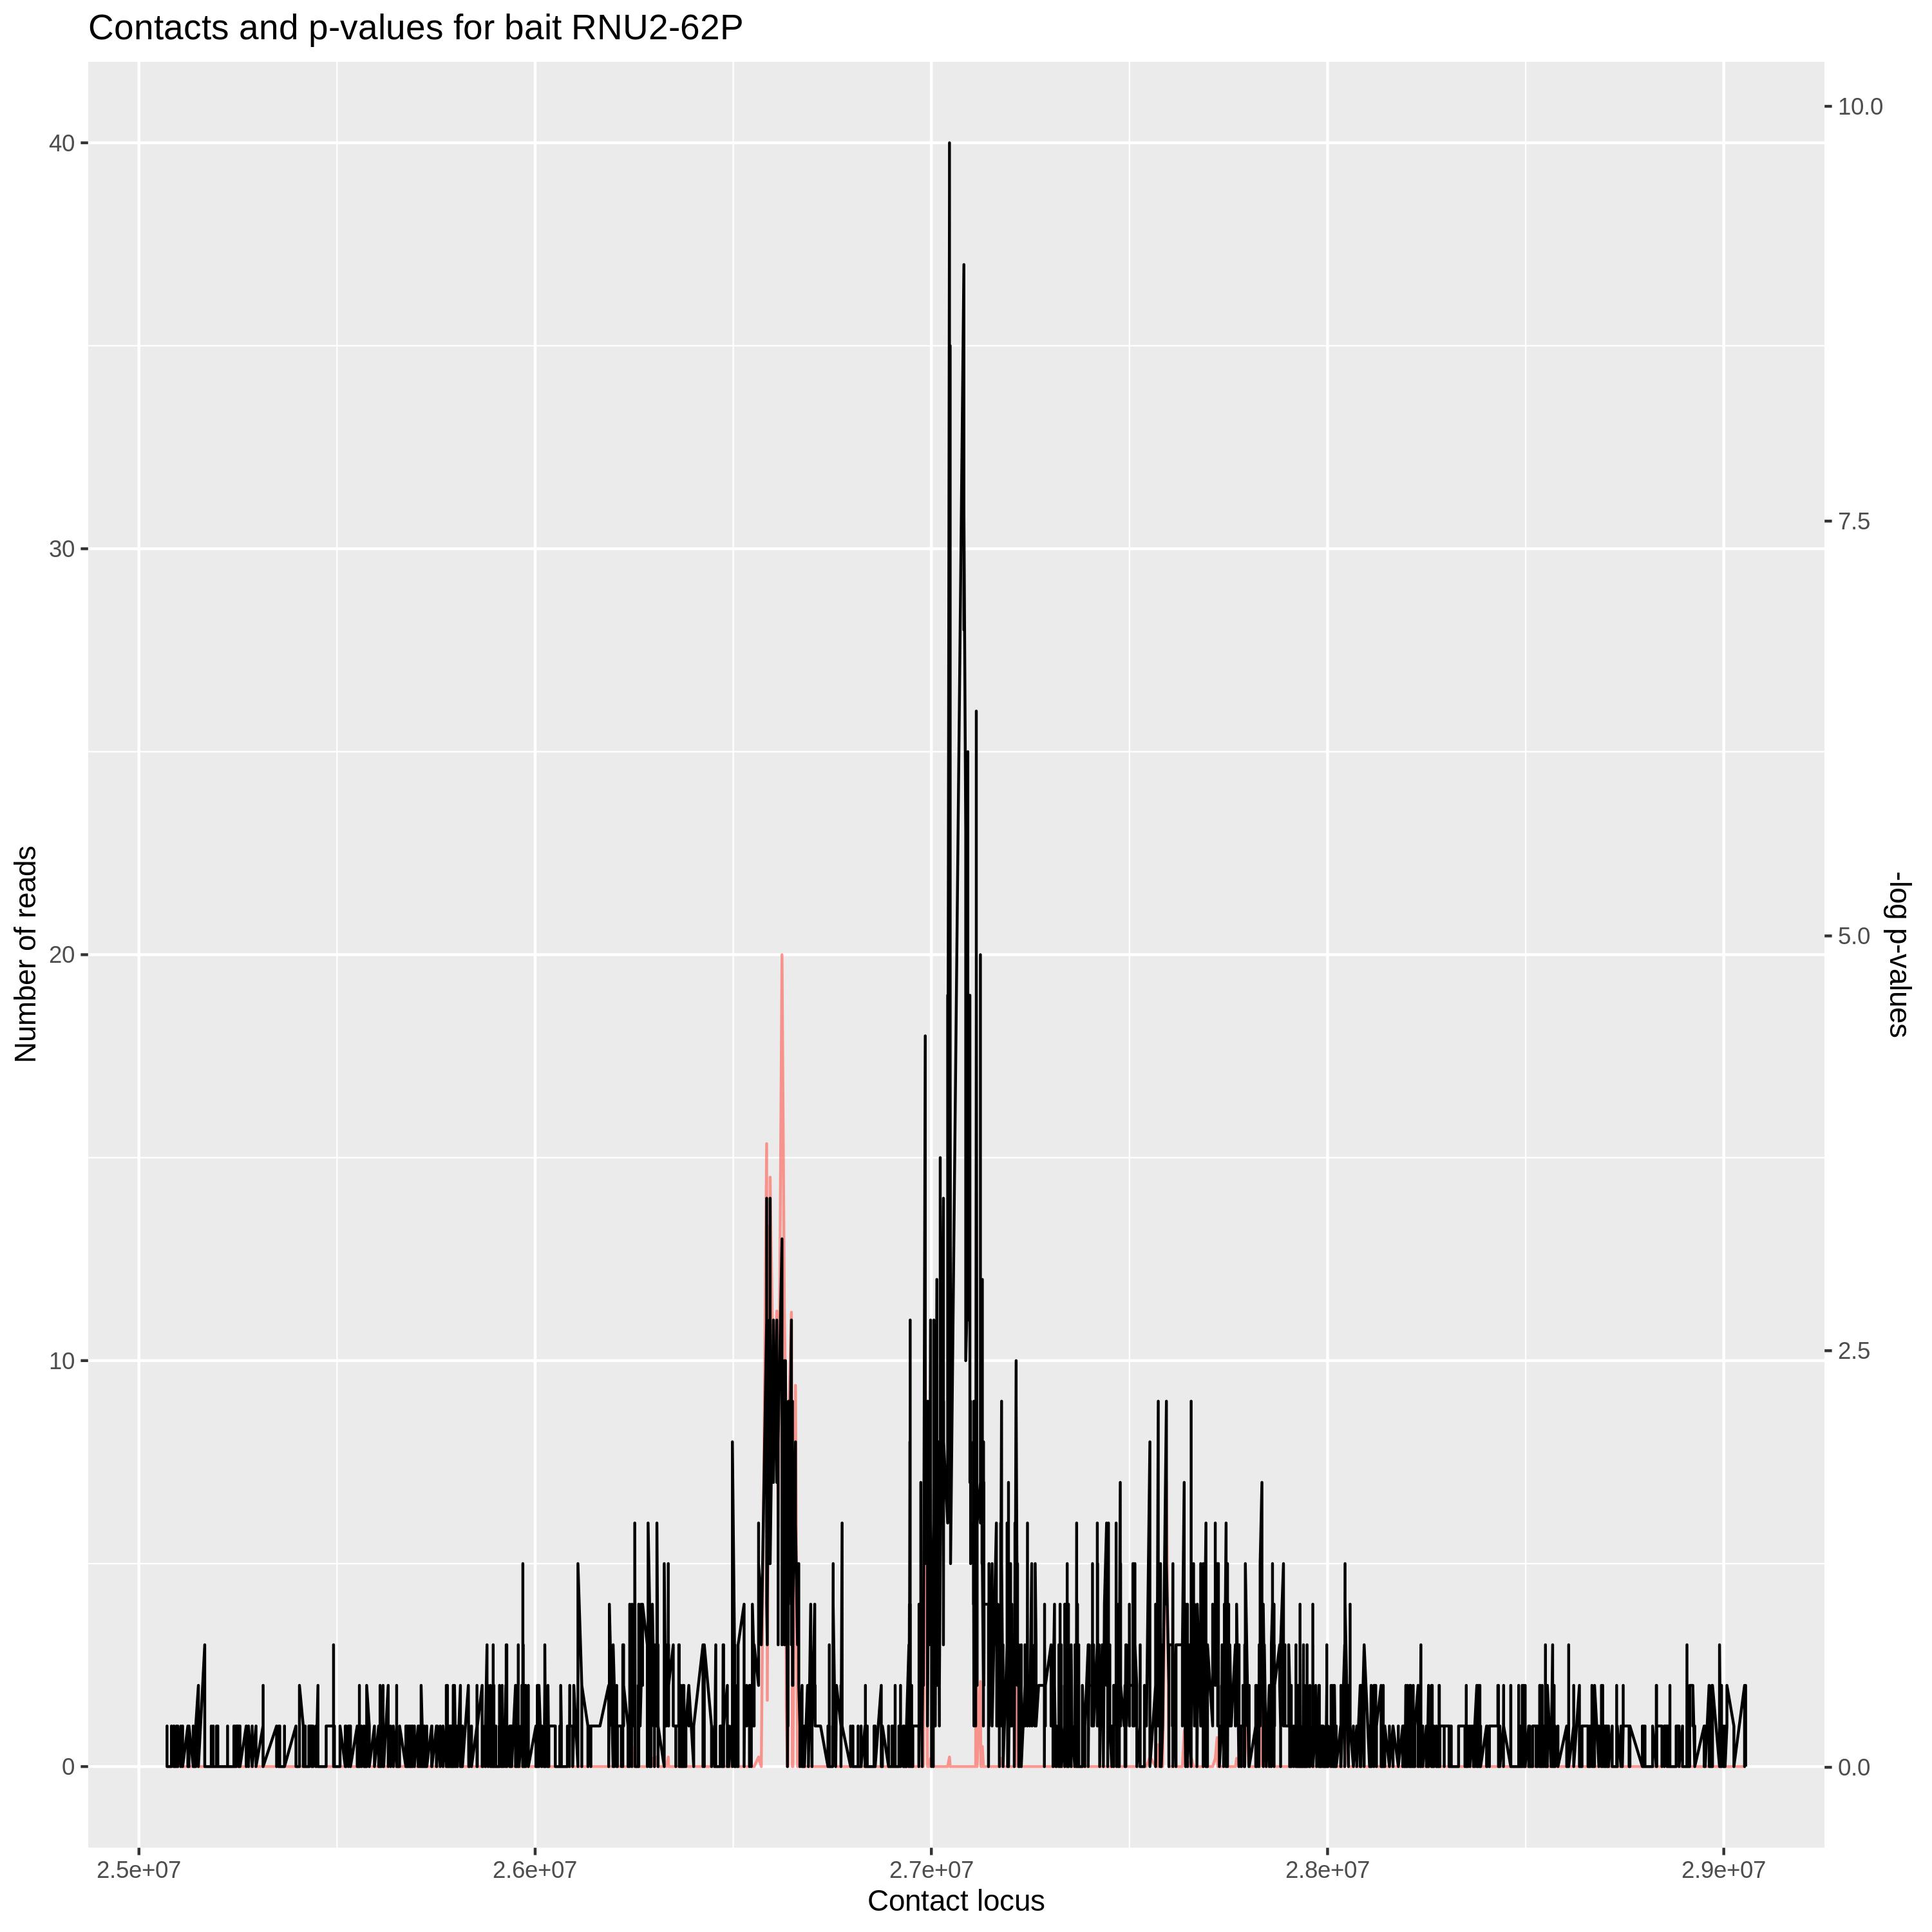 Contacts and p-values for bait RNU2-62P
40
30
20
10
0
10.0
7.5
5.0
2.5
0.0
Number of reads
-log p-values
2.5e+07
2.6e+07
2.7e+07
2.8e+07
2.9e+07
Contact locus